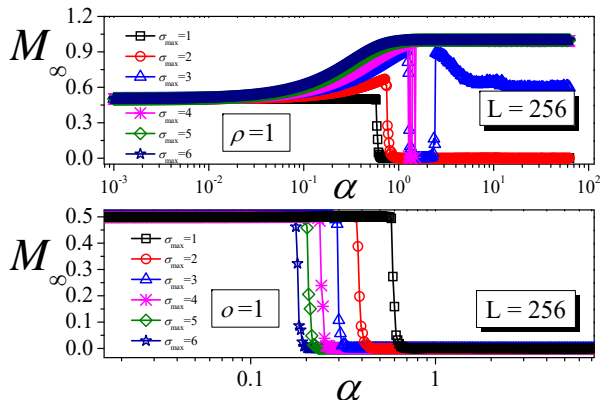 M∞
1.2
0.9
0.6
0.3
0.0
σmax=1
σmax=2
σmax=3
σmax=4
σmax=5
σmax=6
ρ=1
L = 256
10⁻³ 10⁻² 10⁻¹ 10⁰ 10¹ 10²
α
M∞
0.5
0.4
0.3
0.2
0.1
0.0
σmax=1
σmax=2
σmax=3
σmax=4
σmax=5
σmax=6
ρ=1
L = 256
0.1 1
α